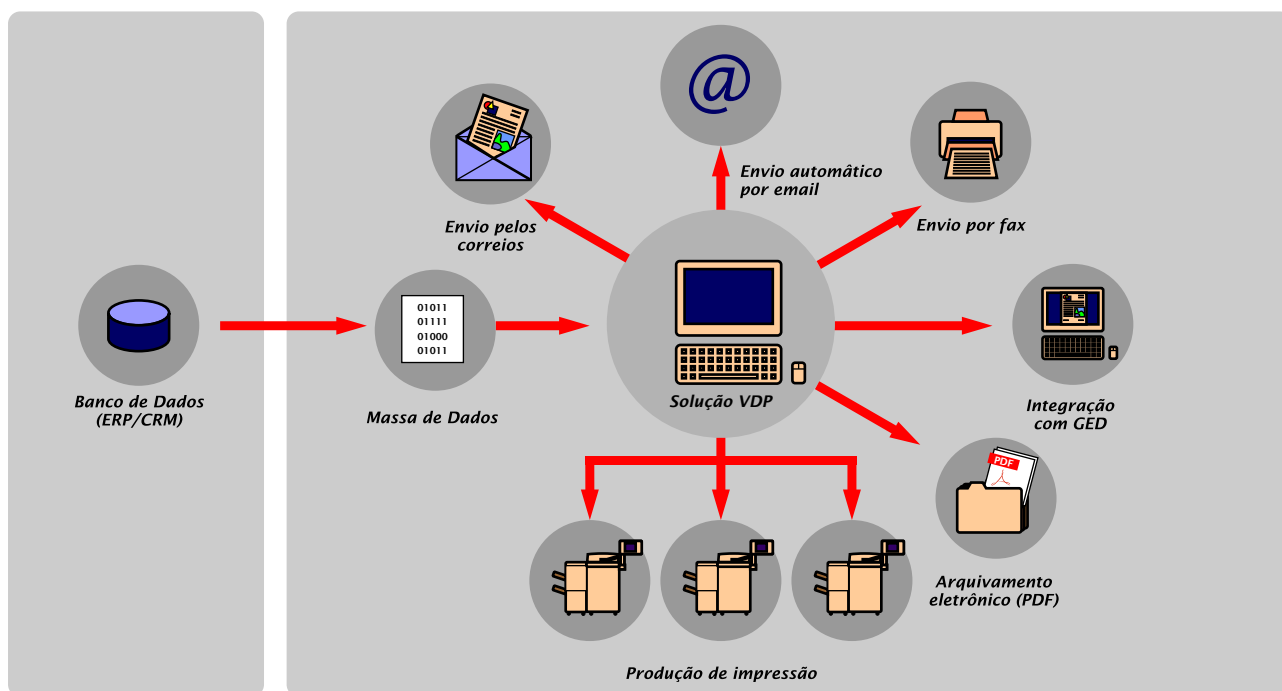 @
Envio automâtico
por email
Envio pelos
correios
Envio por fax
01011
01111
01000
01011
Banco de Dados
(ERP/CRM)
Massa de Dados
Solução VDP
Integração
com GED
PDF
Arquivamento
eletrônico (PDF)
Produção de impressão